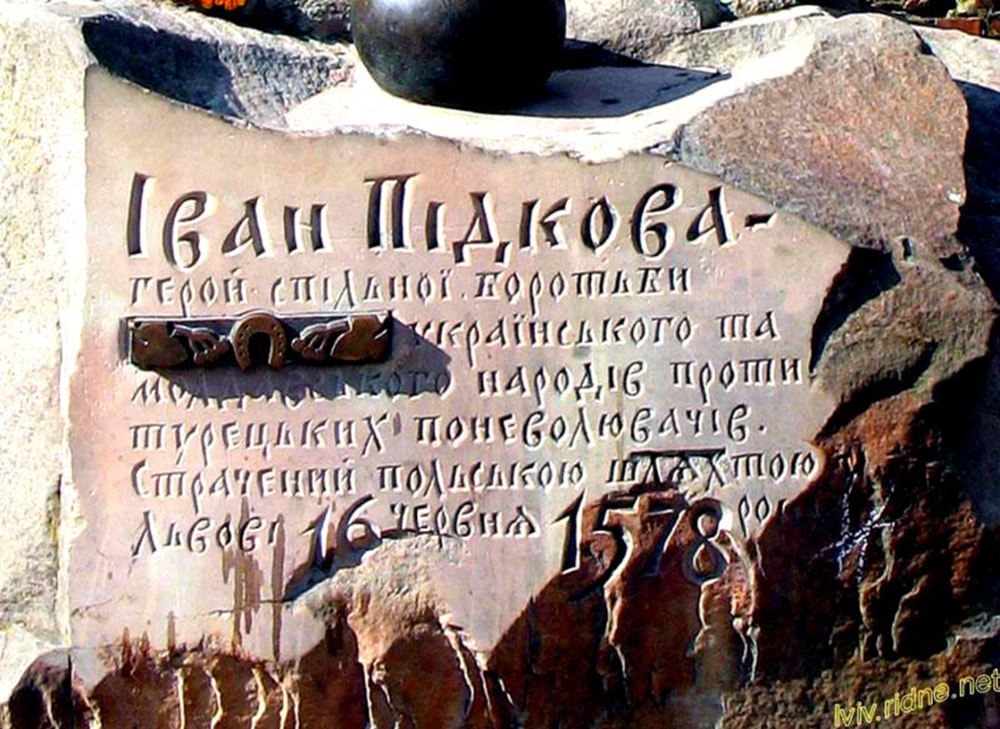 Іван Підкова-
герой спільної боротьби
українського та
молдавського народів проти
турецьких поневолювачів.
Страчений польською шляхтою
Львові 16 червня 1578
lviv.ridne.net